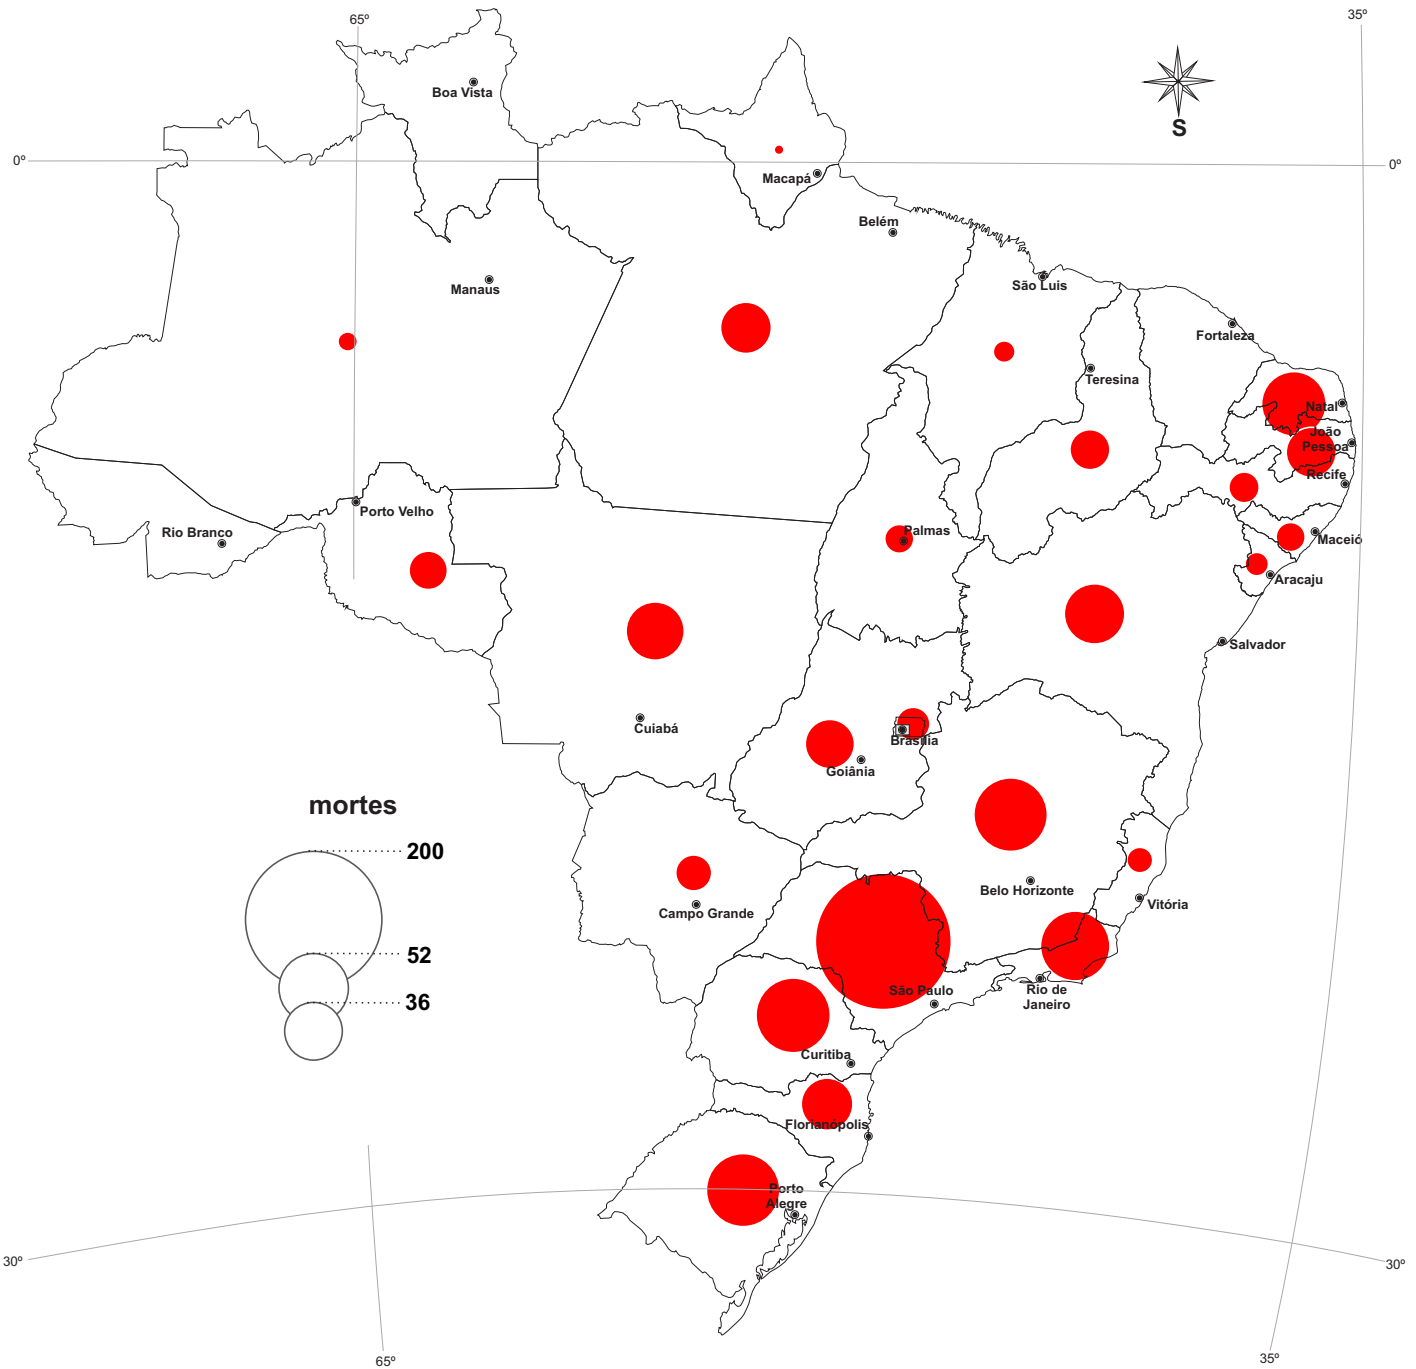 65º
35º
Boa Vista
S
0º
0º
Macapá
Belém
Manaus
São Luis
Fortaleza
Teresina
Natal
João
Pessoa
Recife
Porto Velho
Rio Branco
Palmas
Maceió
Aracaju
Salvador
Cuiabá
Brasília
Goiânia
mortes
200
52
36
Belo Horizonte
Vitória
Campo Grande
São Paulo
Rio de
Janeiro
Curitiba
Florianópolis
Porto
Alegre
30º
30º
65º
35º